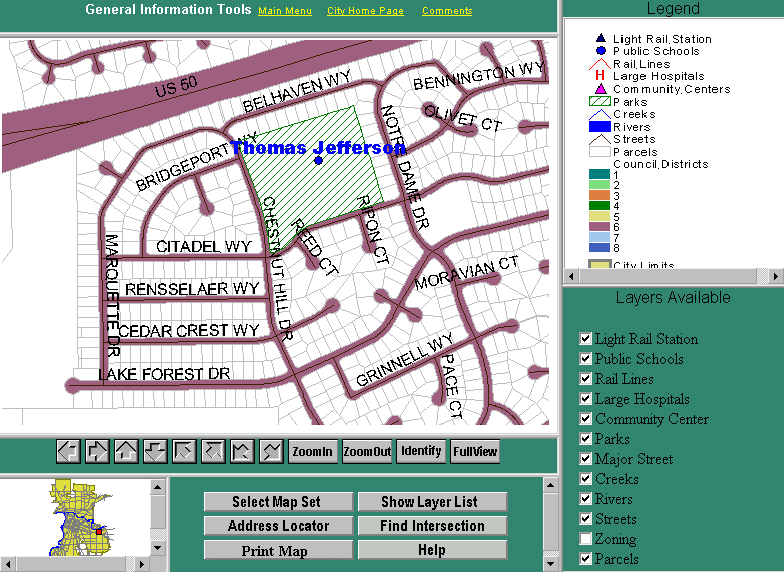 General Information Tools Main Menu City Home Page Comments
US 50
BELHAVEN WY
BENNINGTON WY
OLIVET CT
NOTRE DAME DR
BRIDGEPORT WY
Thomas Jefferson
CHESTNUT HILL DR
REED CT
RIPON CT
MARQUETTE DR
CITADEL WY
RENSSELAER WY
MORAVIAN CT
CEDAR CREST WY
GRINNELL WY
PACE CT
LAKE FOREST DR
ZoomIn ZoomOut Identify FullView
Select Map Set Show Layer List
Address Locator Find Intersection
Print Map Help
Legend
Light Rail,Station
Public Schools
Rail,Lines
H Large Hospitals
Community,Centers
Parks
Creeks
Rivers
Streets
Parcels
Council,Districts
1
2
3
4
5
6
7
8
City Limits
Layers Available
Light Rail Station
Public Schools
Rail Lines
Large Hospitals
Community Center
Parks
Major Street
Creeks
Rivers
Streets
Zoning
Parcels